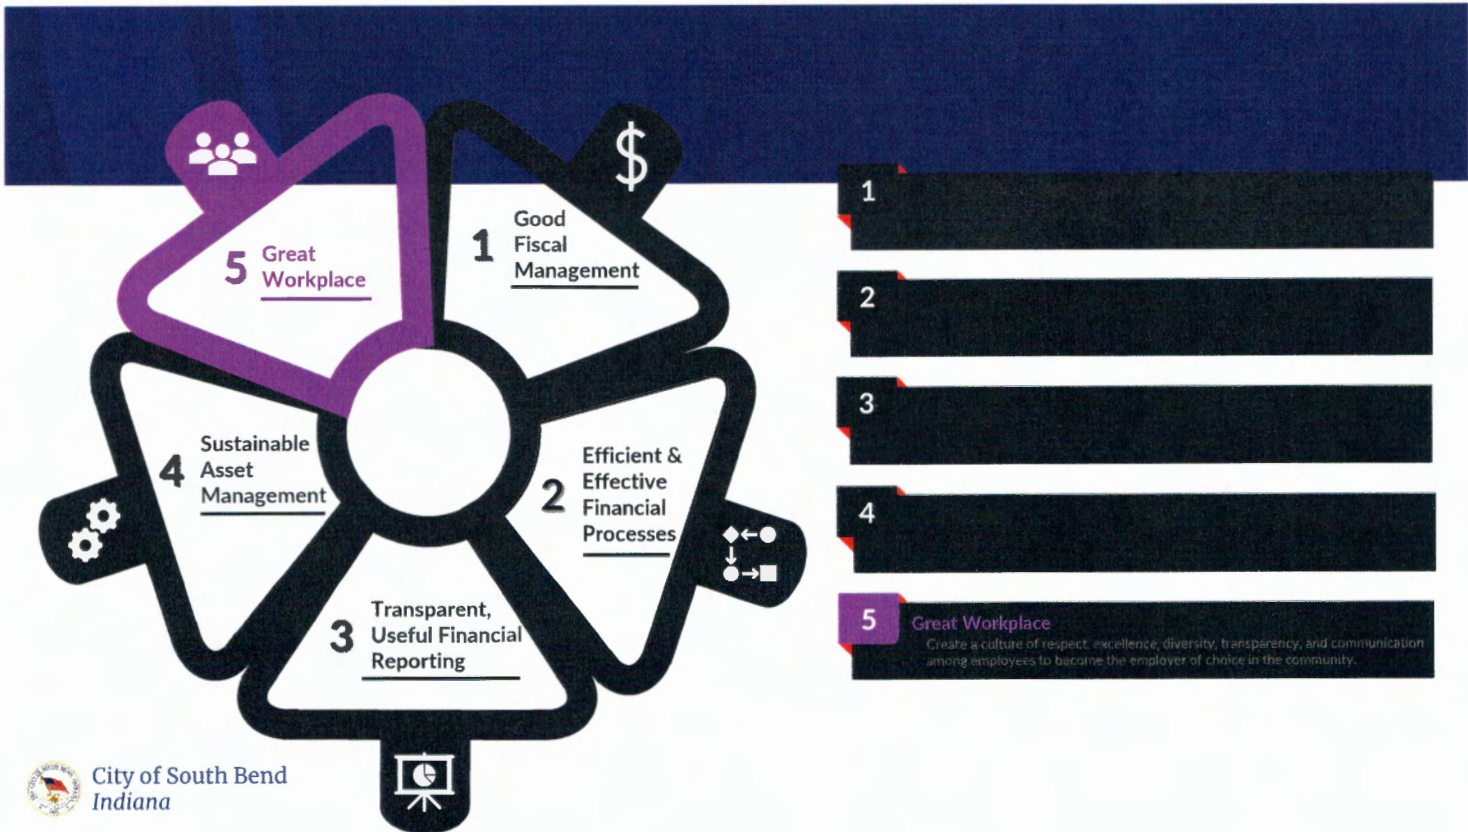 $
5
Great
Workplace
1
Good
Fiscal
Management
4
Sustainable
Asset
Management
2
Efficient &
Effective
Financial
Processes
3
Transparent,
Useful Financial
Reporting
1
2
3
4
5
Great Workplace
Create a culture of respect, excellence, diversity, transparency, and communication
among employees to become the employer of choice in the community.
City of South Bend
Indiana